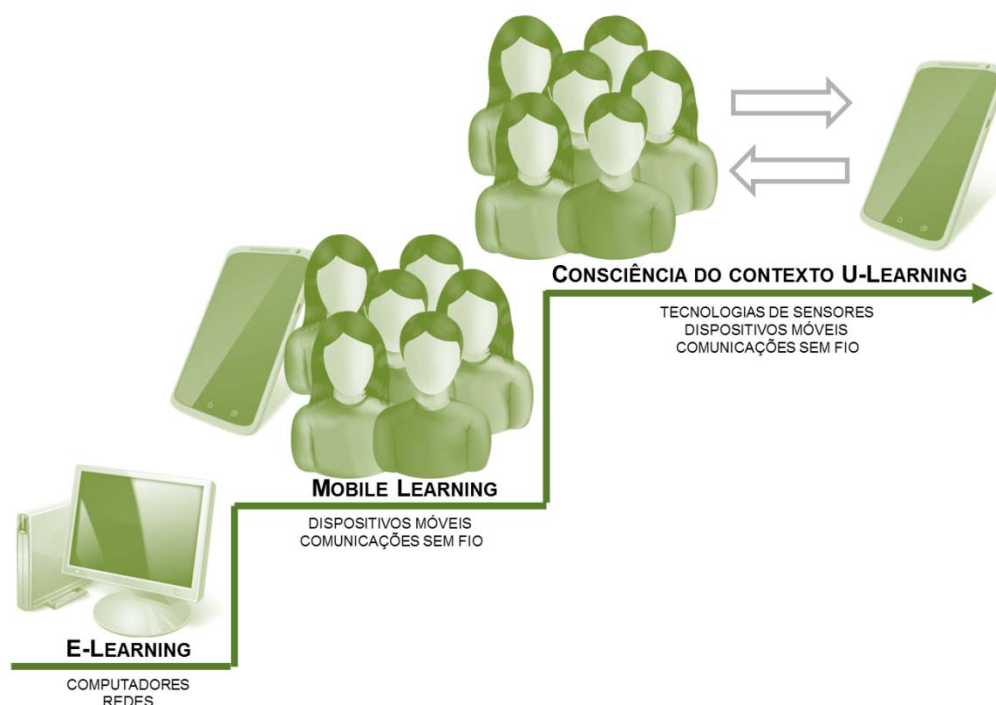 CONSCIÊNCIA DO CONTEXTO U-LEARNING
TECNOLOGIAS DE SENSORES
DISPOSITIVOS MÓVEIS
COMUNICAÇÕES SEM FIO
MOBILE LEARNING
DISPOSITIVOS MÓVEIS
COMUNICAÇÕES SEM FIO
E-LEARNING
COMPUTADORES
REDES